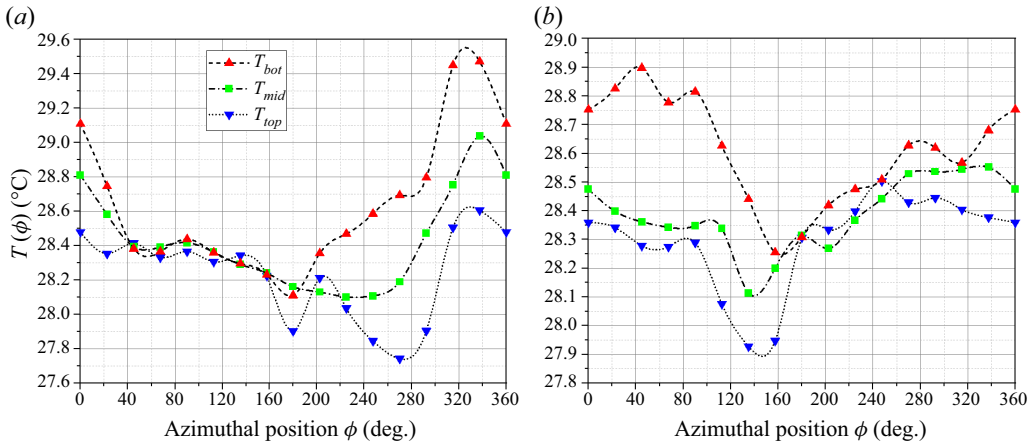 (a)
T (ϕ) (°C)
29.6
29.4
29.2
29.0
28.8
28.6
28.4
28.2
28.0
27.8
27.6
T_bot
T_mid
T_top
0 40 80 120 160 200 240 280 320 360
Azimuthal position ϕ (deg.)
(b)
29.0
28.9
28.8
28.7
28.6
28.5
28.4
28.3
28.2
28.1
28.0
27.9
27.8
0 40 80 120 160 200 240 280 320 360
Azimuthal position ϕ (deg.)